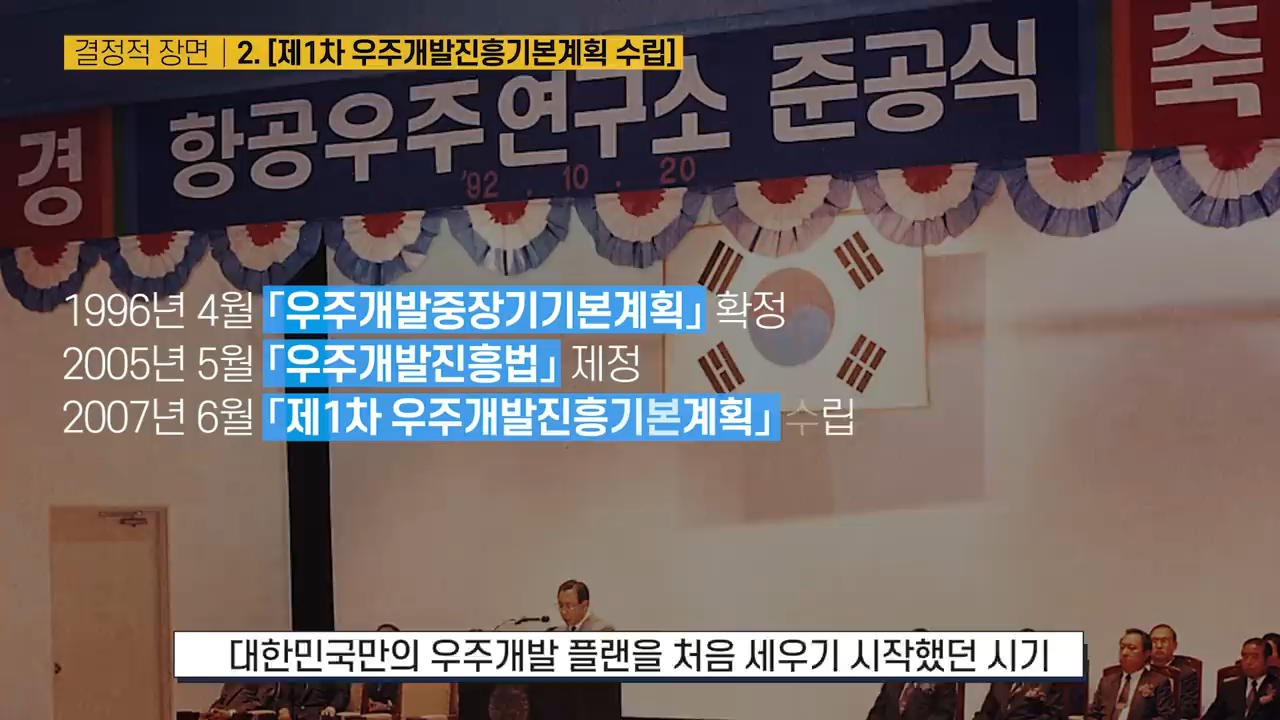 결정적 장면 | 2. [제1차 우주개발진흥기본계획 수립]
경 항공우주연구소 준공식 축
'92 . 10 . 20
1996년 4월 「우주개발중장기기본계획」 확정
2005년 5월 「우주개발진흥법」 제정
2007년 6월 「제1차 우주개발진흥기본계획」 수립
대한민국만의 우주개발 플랜을 처음 세우기 시작했던 시기